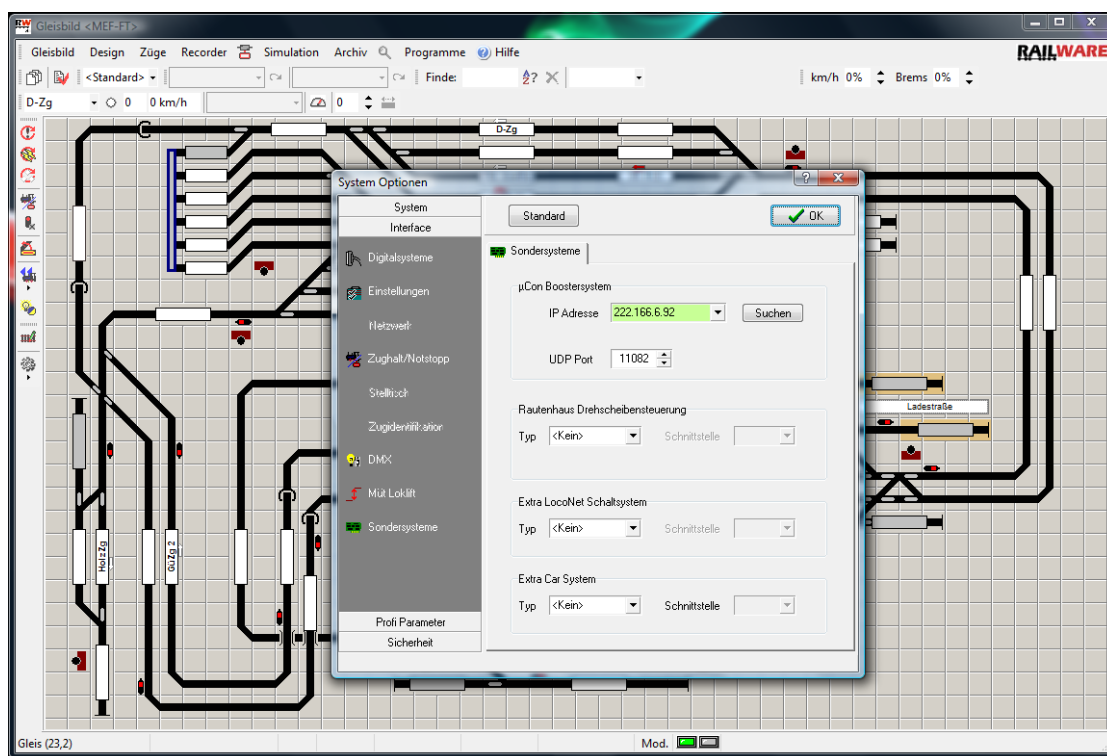 Gleisbild <MEF-FT>
Gleisbild Design Züge Recorder Simulation Archiv Programme Hilfe
RAILWARE
<Standard> Finde: km/h 0% Brems 0%
D-Zg 0 0 km/h 0
D-Zg
System Optionen
System
Interface
Digitalsysteme
Einstellungen
Netzwerk
Zughalt/Notstopp
Stelltisch
Zugidentifikation
DMX
Müt Loklift
Sondersysteme
Profi Parameter
Sicherheit
Standard OK
Sondersysteme
µCon Boostersystem
IP Adresse 222.166.6.92 Suchen
UDP Port 11082
Rautenhaus Drehscheibensteuerung
Typ <Kein> Schnittstelle
Extra LocoNet Schaltsystem
Typ <Kein> Schnittstelle
Extra Car System
Typ <Kein> Schnittstelle
Ladestraße
HolzZg
GüZg 2
Gleis (23,2) Mod.